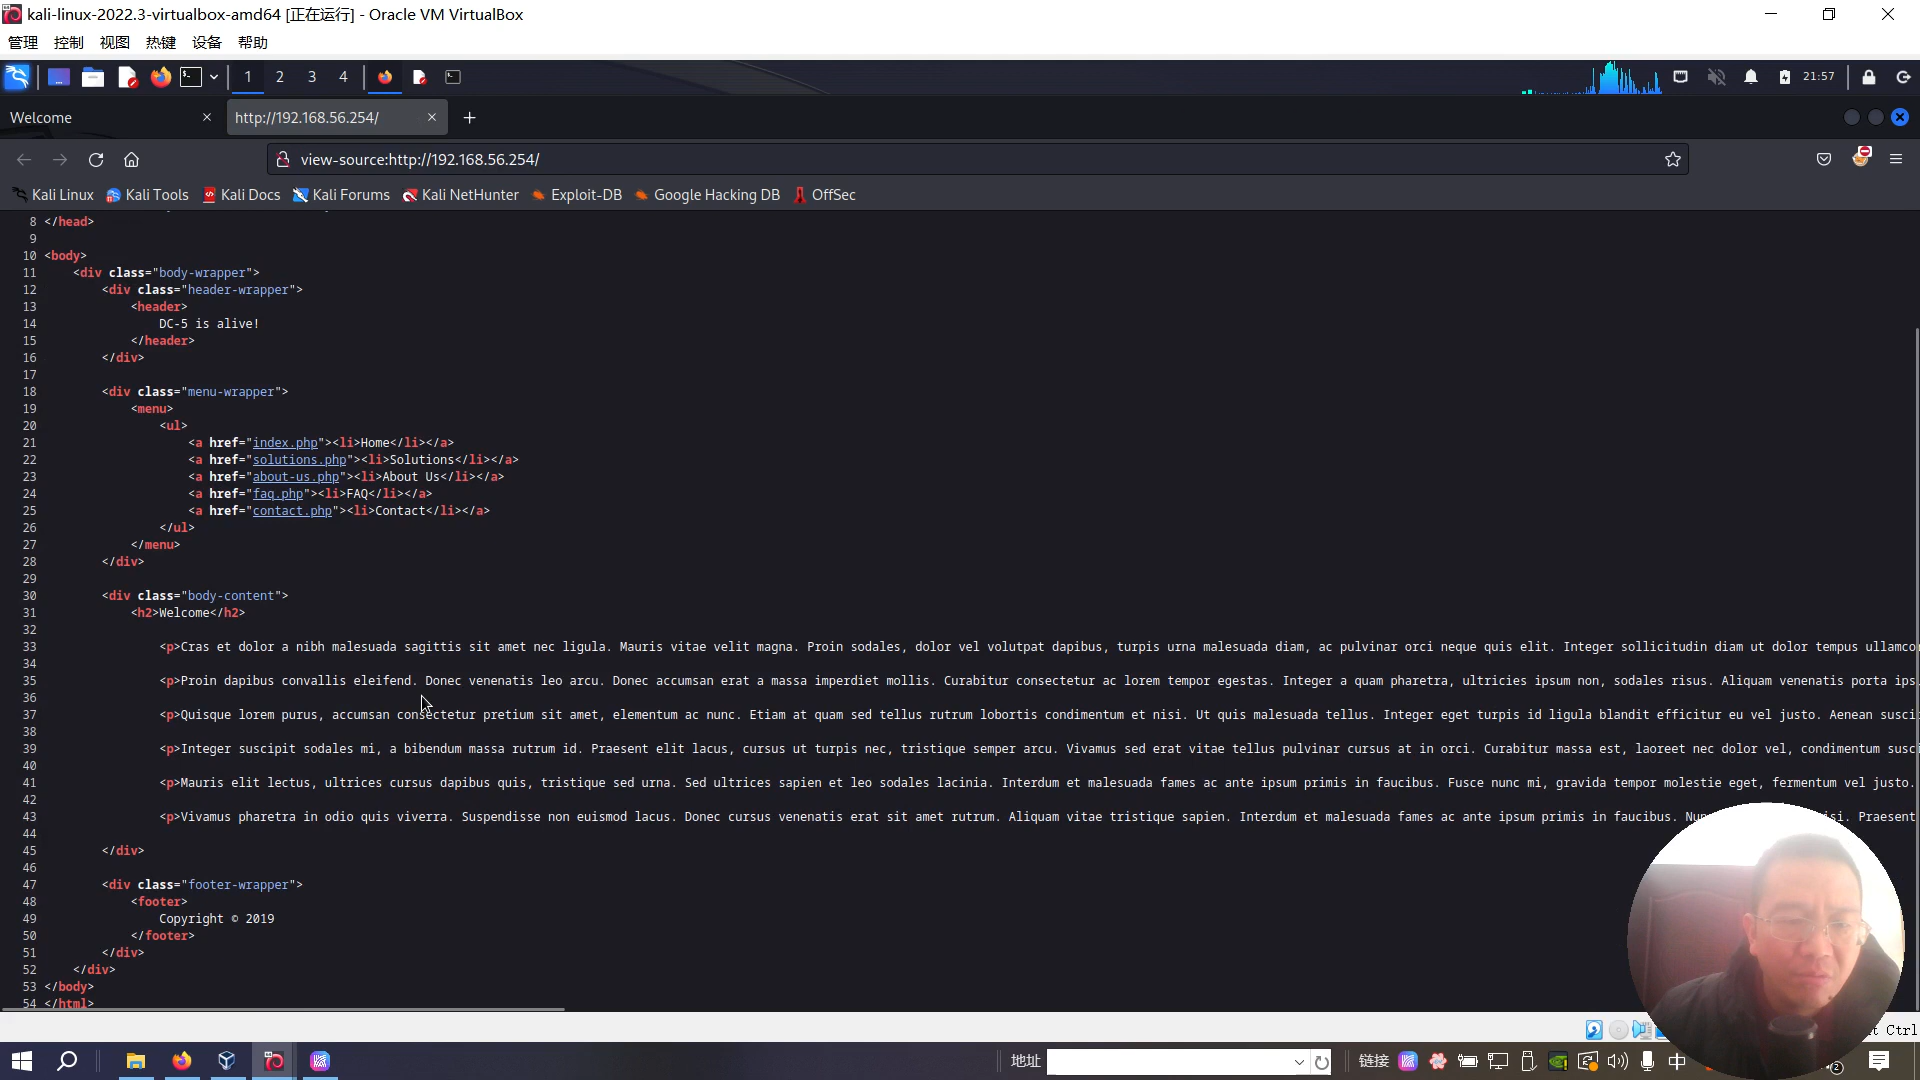 kali-linux-2022.3-virtualbox-amd64 [正在运行] - Oracle VM VirtualBox
管理 控制 视图 热键 设备 帮助
1 2 3 4 21:57
Welcome http://192.168.56.254/
view-source:http://192.168.56.254/
Kali Linux Kali Tools Kali Docs Kali Forums Kali NetHunter Exploit-DB Google Hacking DB OffSec
8 </head>
9
10 <body>
11 <div class="body-wrapper">
12 <div class="header-wrapper">
13 <header>
14 DC-5 is alive!
15 </header>
16 </div>
17
18 <div class="menu-wrapper">
19 <menu>
20 <ul>
21 <a href="index.php"><li>Home</li></a>
22 <a href="solutions.php"><li>Solutions</li></a>
23 <a href="about-us.php"><li>About Us</li></a>
24 <a href="faq.php"><li>FAQ</li></a>
25 <a href="contact.php"><li>Contact</li></a>
26 </ul>
27 </menu>
28 </div>
29
30 <div class="body-content">
31 <h2>Welcome</h2>
32
33 <p>Cras et dolor a nibh malesuada sagittis sit amet nec ligula. Mauris vitae velit magna. Proin sodales, dolor vel volutpat dapibus, turpis urna malesuada diam, ac pulvinar orci neque quis elit. Integer sollicitudin diam ut dolor tempus ullamco
34
35 <p>Proin dapibus convallis eleifend. Donec venenatis leo arcu. Donec accumsan erat a massa imperdiet mollis. Curabitur consectetur ac lorem tempor egestas. Integer a quam pharetra, ultricies ipsum non, sodales risus. Aliquam venenatis porta ips
36
37 <p>Quisque lorem purus, accumsan consectetur pretium sit amet, elementum ac nunc. Etiam at quam sed tellus rutrum lobortis condimentum et nisi. Ut quis malesuada tellus. Integer eget turpis id ligula blandit efficitur eu vel justo. Aenean susci
38
39 <p>Integer suscipit sodales mi, a bibendum massa rutrum id. Praesent elit lacus, cursus ut turpis nec, tristique semper arcu. Vivamus sed erat vitae tellus pulvinar cursus at in orci. Curabitur massa est, laoreet nec dolor vel, condimentum susc
40
41 <p>Mauris elit lectus, ultrices cursus dapibus quis, tristique sed urna. Sed ultrices sapien et leo sodales lacinia. Interdum et malesuada fames ac ante ipsum primis in faucibus. Fusce nunc mi, gravida tempor molestie eget, fermentum vel justo.
42
43 <p>Vivamus pharetra in odio quis viverra. Suspendisse non euismod lacus. Donec cursus venenatis erat sit amet rutrum. Aliquam vitae tristique sapien. Interdum et malesuada fames ac ante ipsum primis in faucibus. Praesent
44
45 </div>
46
47 <div class="footer-wrapper">
48 <footer>
49 Copyright © 2019
50 </footer>
51 </div>
52 </div>
53 </body>
54 </html>
Ctrl
地址 链接 中 2